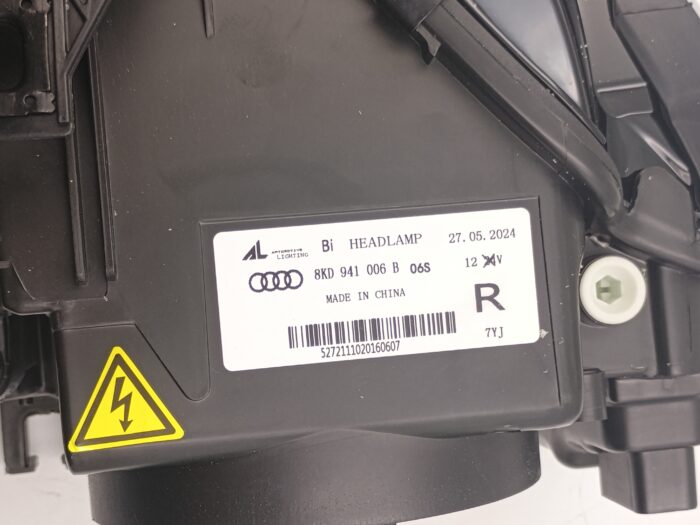 AL AUTOMOTIVE LIGHTING Bi HEADLAMP 27.05.2024
8KD 941 006 B 06S 12 V
MADE IN CHINA R
5272111020160607 7YJ